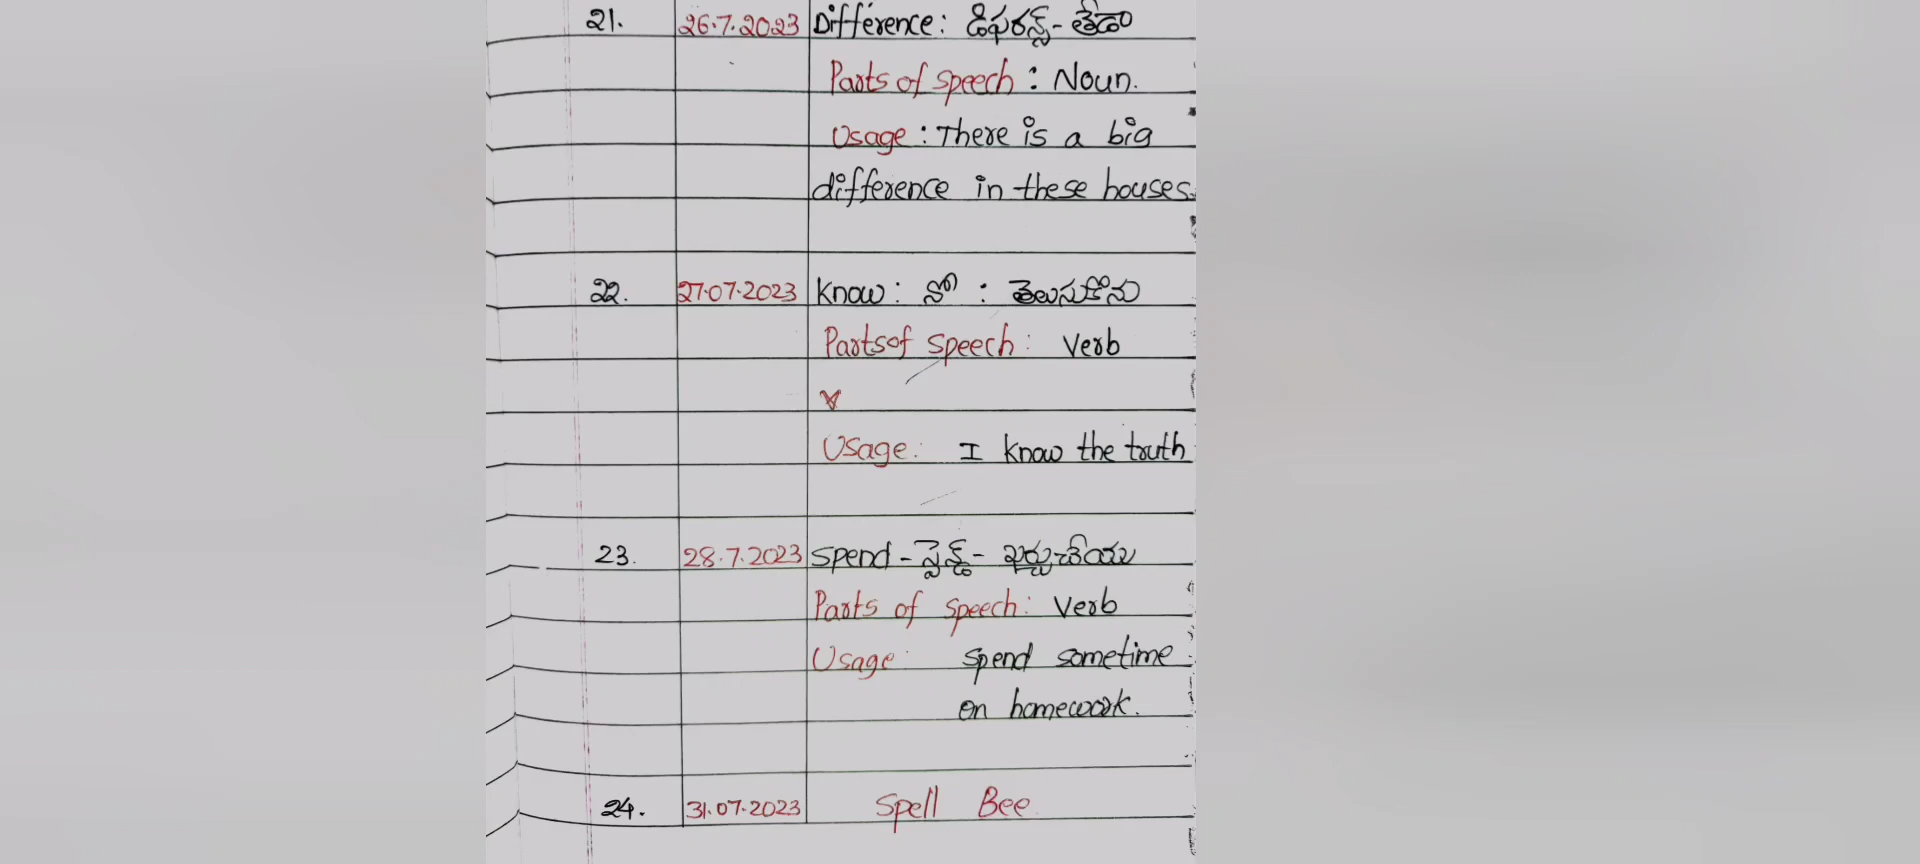 21. 26.7.2023 Difference: డిఫరన్స్ - తేడా
Parts of speech : Noun.
Usage : There is a big
difference in these houses.
22. 27.07.2023 Know : నో : తెలుసుకొను
Parts of speech : Verb
Usage: I know the truth
23. 28.7.2023 Spend - స్పెన్డ్ - ఖర్చుచేయు
Parts of speech: Verb
Usage: Spend sometime
on homework.
24. 31.07.2023 Spell Bee.